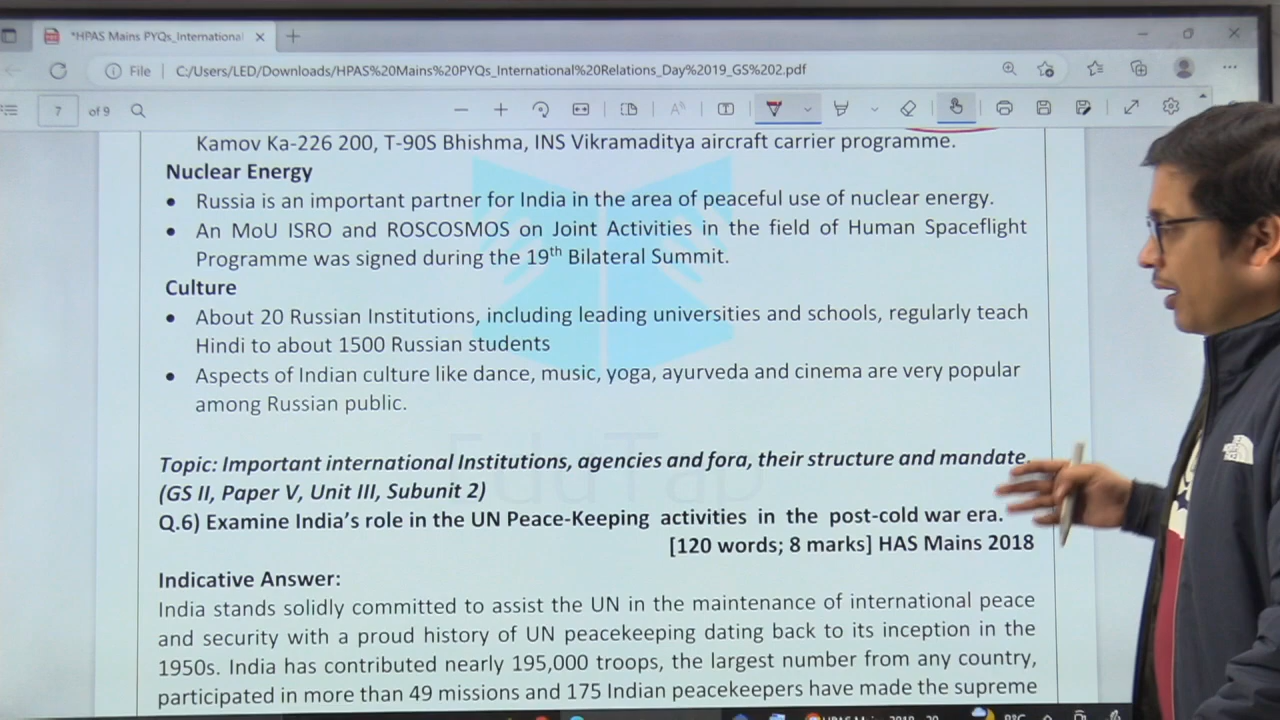 *HPAS Mains PYQs_International
File
C:/Users/LED/Downloads/HPAS%20Mains%20PYQs_International%20Relations_Day%2019_GS%202.pdf
7 of 9
Kamov Ka-226 200, T-90S Bhishma, INS Vikramaditya aircraft carrier programme.
Nuclear Energy
• Russia is an important partner for India in the area of peaceful use of nuclear energy.
• An MoU ISRO and ROSCOSMOS on Joint Activities in the field of Human Spaceflight
Programme was signed during the 19th Bilateral Summit.
Culture
• About 20 Russian Institutions, including leading universities and schools, regularly teach
Hindi to about 1500 Russian students
• Aspects of Indian culture like dance, music, yoga, ayurveda and cinema are very popular
among Russian public.
EduTap
Topic: Important international Institutions, agencies and fora, their structure and mandate.
(GS II, Paper V, Unit III, Subunit 2)
Q.6) Examine India's role in the UN Peace-Keeping activities in the post-cold war era.
[120 words; 8 marks] HAS Mains 2018
Indicative Answer:
India stands solidly committed to assist the UN in the maintenance of international peace
and security with a proud history of UN peacekeeping dating back to its inception in the
1950s. India has contributed nearly 195,000 troops, the largest number from any country,
participated in more than 49 missions and 175 Indian peacekeepers have made the supreme